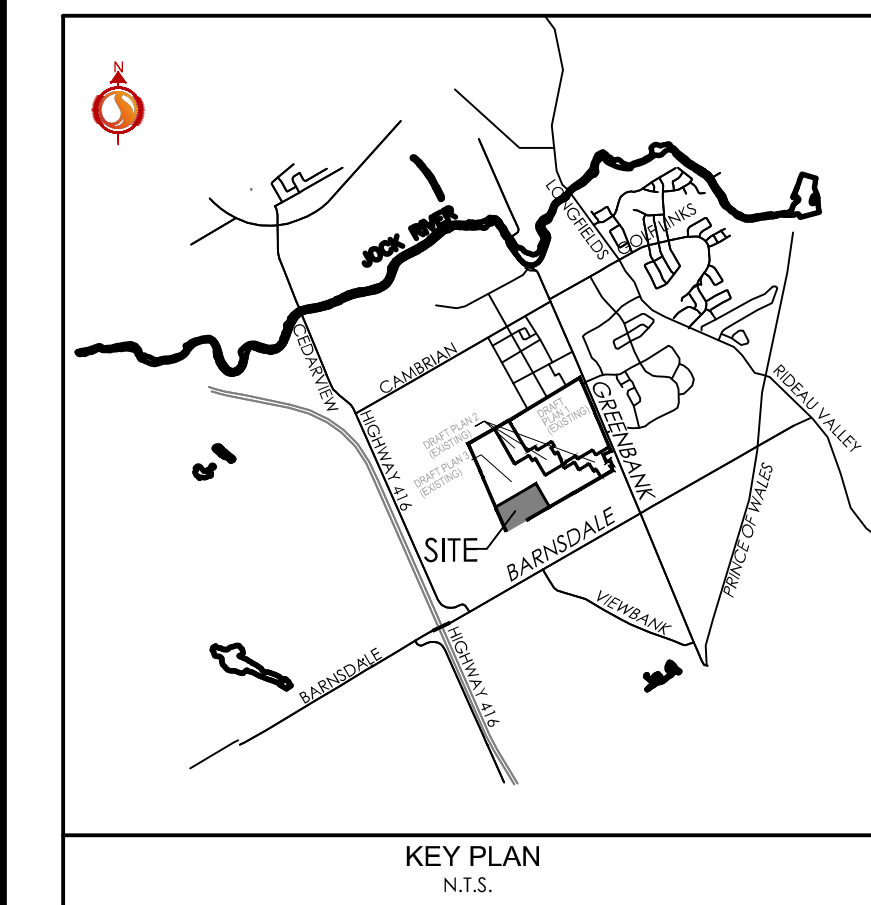 N
LONGFIELDS
JOCK RIVER
GOLF LINKS
CEDARVIEW
CAMBRIAN
RIDEAU VALLEY
GREENBANK
DRAFT PLAN 2
(EXISTING)
DRAFT
PLAN 1
(EXISTING)
DRAFT PLAN 3
(EXISTING)
HIGHWAY 416
SITE
BARNSDALE
PRINCE OF WALES
VIEWBANK
BARNSDALE
HIGHWAY 416
KEY PLAN
N.T.S.